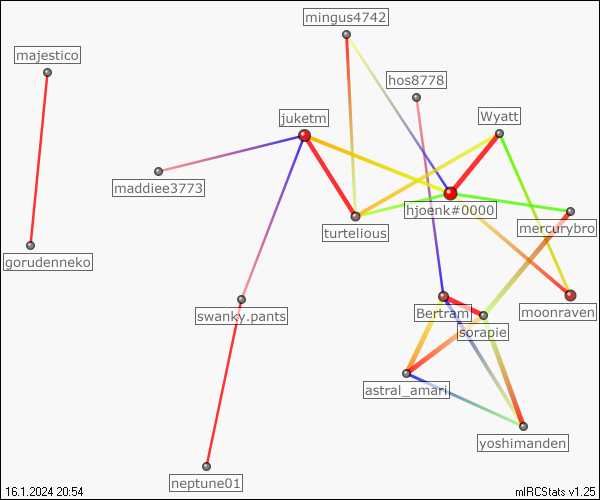 mingus4742
majestico
hos8778
juketm
Wyatt
maddiee3773
hjoenk#0000
mercurybro
turtelious
gorudenneko
swanky.pants
Bertram
moonraven
sorapie
astral_amari
yoshimanden
neptune01
16.1.2024 20:54
mIRCStats v1.25